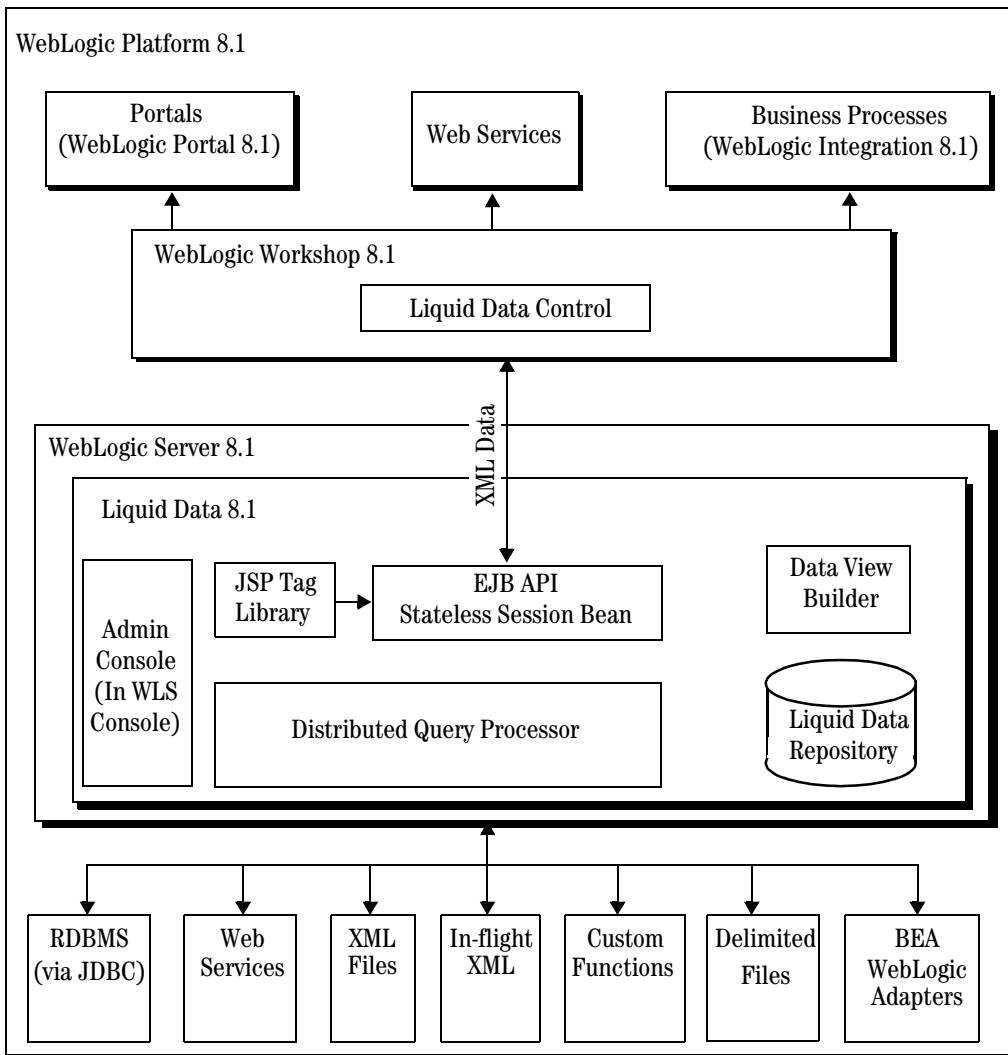 WebLogic Platform 8.1
Portals
(WebLogic Portal 8.1)
Web Services
Business Processes
(WebLogic Integration 8.1)
WebLogic Workshop 8.1
Liquid Data Control
XML Data
WebLogic Server 8.1
Liquid Data 8.1
Admin
Console
(In WLS
Console)
JSP Tag
Library
EJB API
Stateless Session Bean
Data View
Builder
Distributed Query Processor
Liquid Data
Repository
RDBMS
(via JDBC)
Web
Services
XML
Files
In-flight
XML
Custom
Functions
Delimited
Files
BEA
WebLogic
Adapters